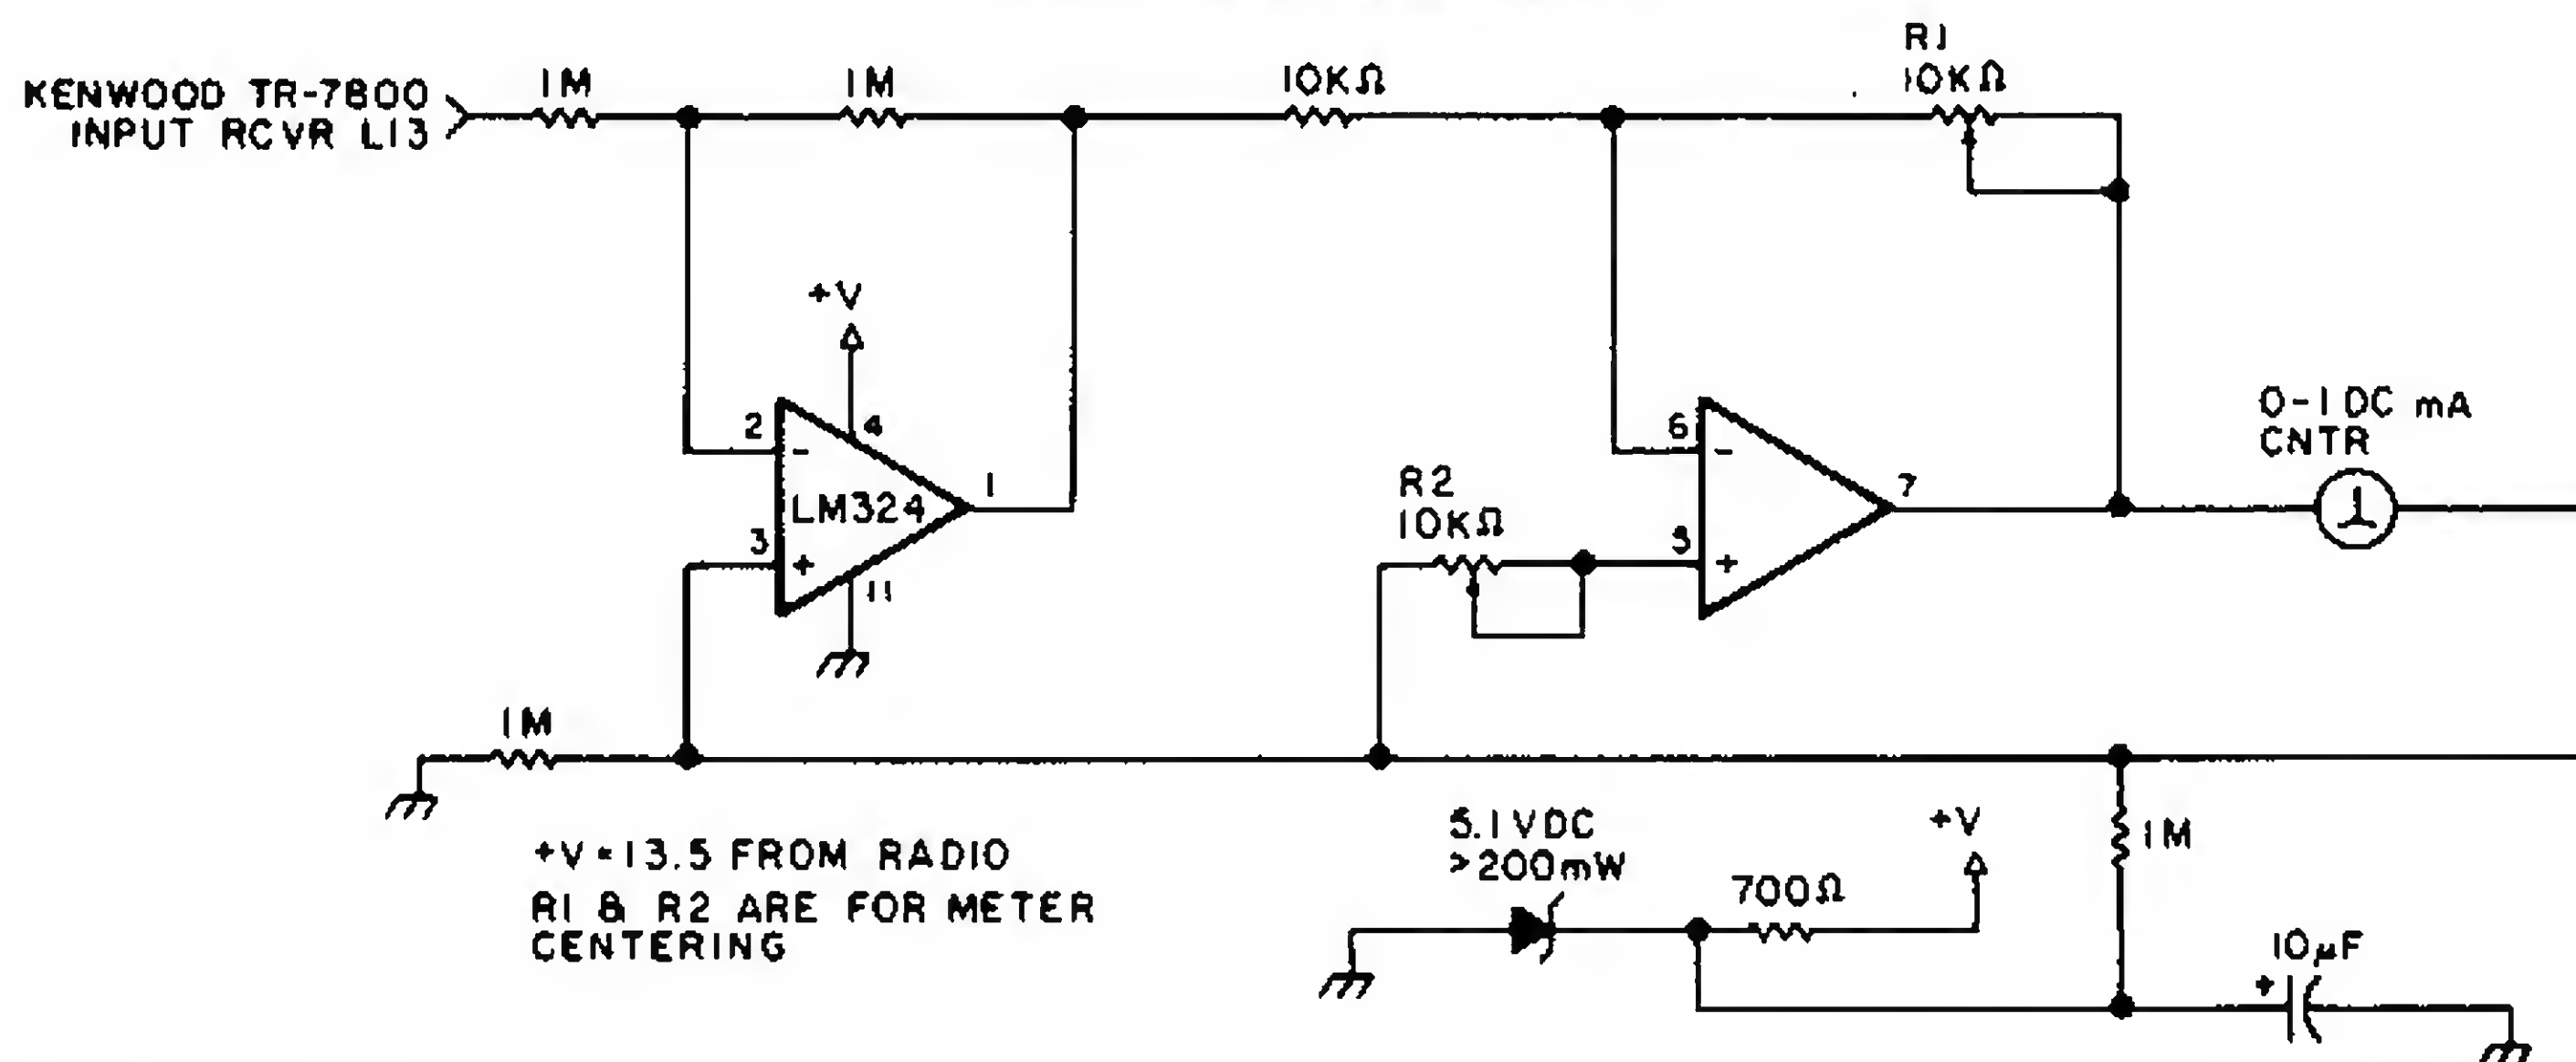 KENWOOD TR-7800
INPUT RCVR L13
1M
1M
10KΩ
R1
10KΩ
+V
2
4
-
LM324
1
3
+
11
6
-
7
5
+
R2
10KΩ
0-1 DC mA
CNTR
1M
+V=13.5 FROM RADIO
R1 & R2 ARE FOR METER
CENTERING
5.1VDC
>200mW
700Ω
+V
1M
10µF
+